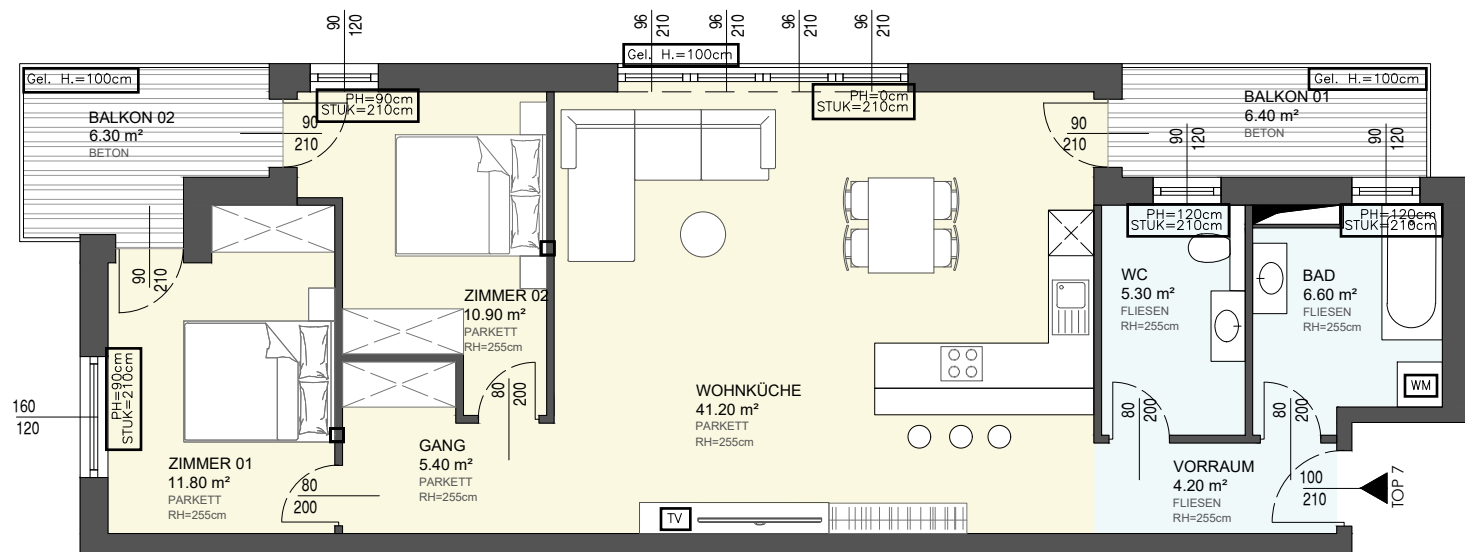 90
120
96
210
96
210
96
210
96
210
Gel. H.=100cm
Gel. H.=100cm
Gel. H.=100cm
BALKON 02
6.30 m²
BETON
90
210
PH=90cm
STUK=210cm
PH=0cm
STUK=210cm
90
210
BALKON 01
6.40 m²
BETON
90
120
90
120
PH=120cm
STUK=210cm
PH=120cm
STUK=210cm
90
210
ZIMMER 02
10.90 m²
PARKETT
RH=255cm
WC
5.30 m²
FLIESEN
RH=255cm
BAD
6.60 m²
FLIESEN
RH=255cm
WM
160
120
PH=90cm
STUK=210cm
80
200
WOHNKÜCHE
41.20 m²
PARKETT
RH=255cm
80
200
80
200
ZIMMER 01
11.80 m²
PARKETT
RH=255cm
GANG
5.40 m²
PARKETT
RH=255cm
80
200
VORRAUM
4.20 m²
FLIESEN
RH=255cm
100
210
TOP 7
TV